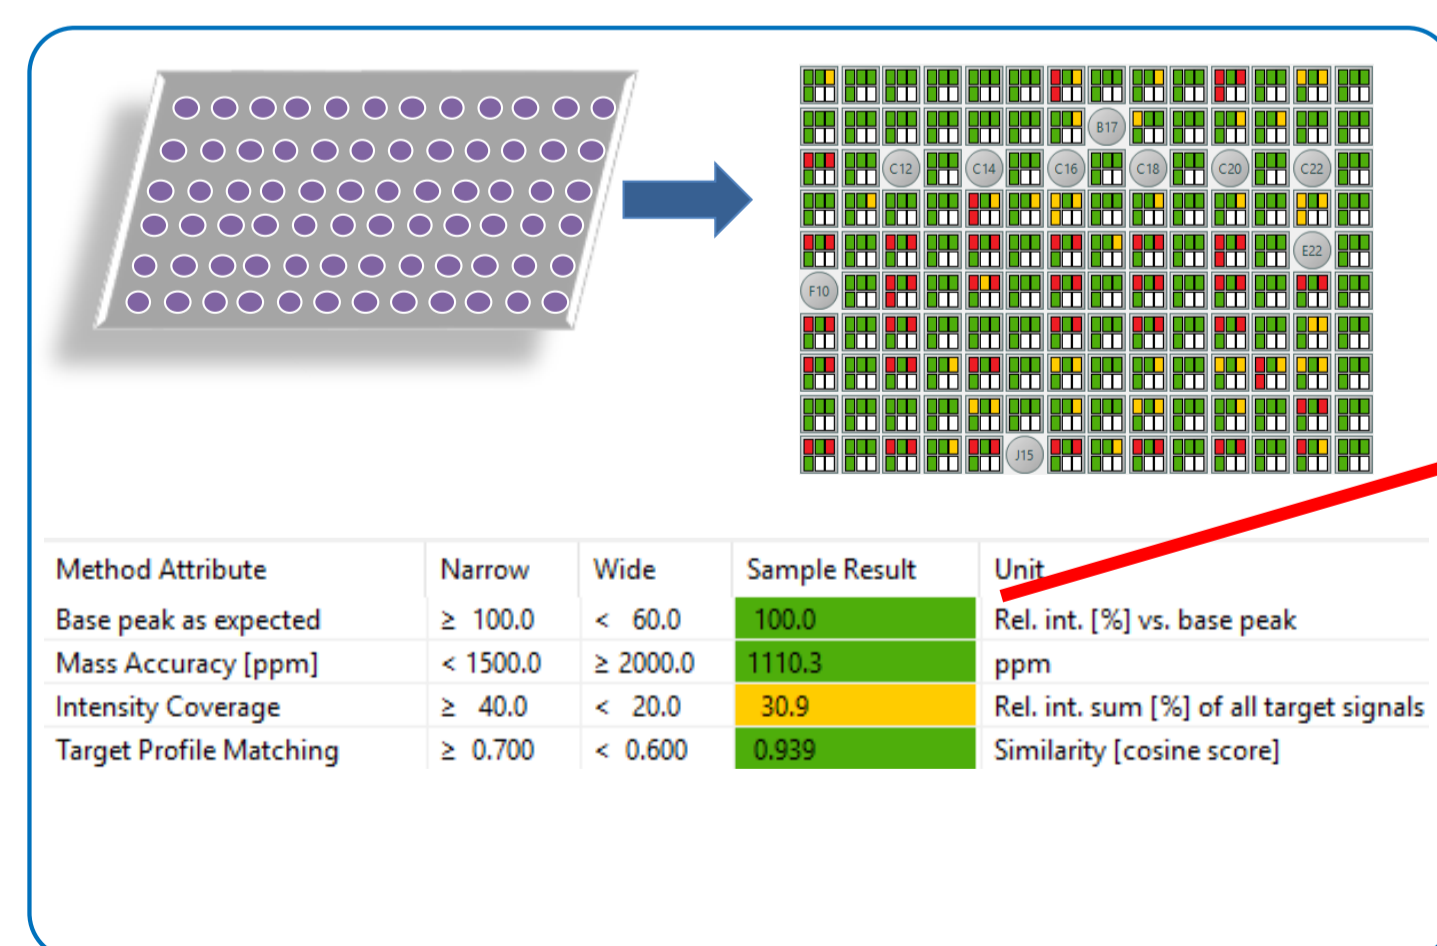 B17
C12 C14 C16 C18 C20 C22
E22
F10
J15
Method Attribute Narrow Wide Sample Result Unit
Base peak as expected ≥ 100.0 < 60.0 100.0 Rel. int. [%] vs. base peak
Mass Accuracy [ppm] < 1500.0 ≥ 2000.0 1110.3 ppm
Intensity Coverage ≥ 40.0 < 20.0 30.9 Rel. int. sum [%] of all target signals
Target Profile Matching ≥ 0.700 < 0.600 0.939 Similarity [cosine score]